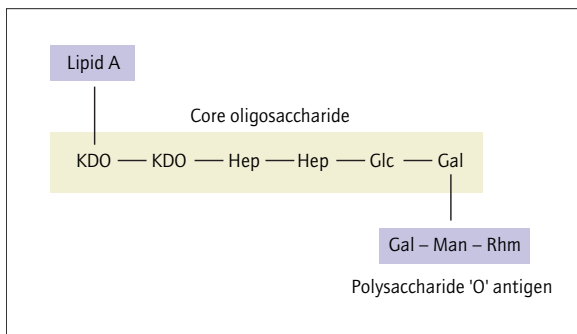 Lipid A
Core oligosaccharide
KDO — KDO — Hep — Hep — Glc — Gal
Gal – Man – Rhm
Polysaccharide 'O' antigen